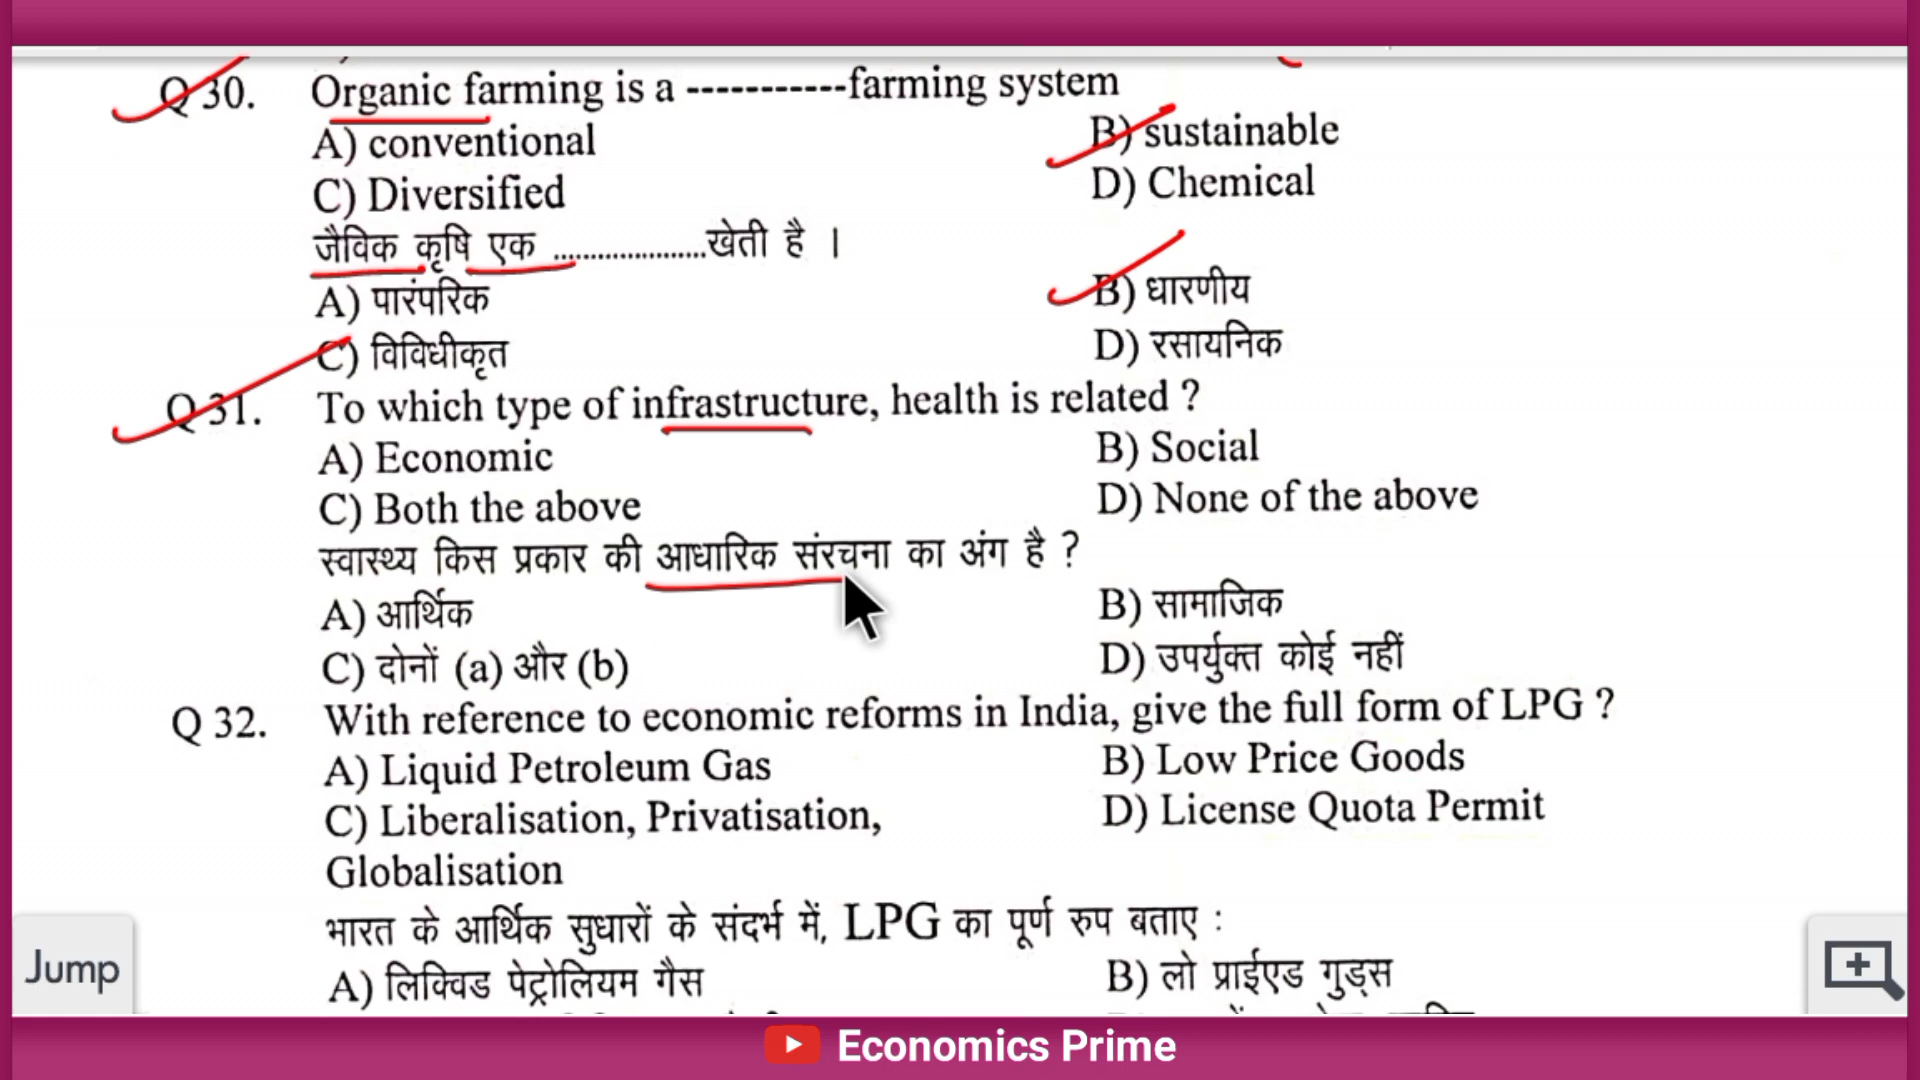 Q 30. Organic farming is a -----------farming system
A) conventional B) sustainable
C) Diversified D) Chemical
जैविक कृषि एक .....................खेती है ।
A) पारंपरिक B) धारणीय
C) विविधीकृत D) रसायनिक
Q 31. To which type of infrastructure, health is related ?
A) Economic B) Social
C) Both the above D) None of the above
स्वास्थ्य किस प्रकार की आधारिक संरचना का अंग है ?
A) आर्थिक B) सामाजिक
C) दोनों (a) और (b) D) उपर्युक्त कोई नहीं
Q 32. With reference to economic reforms in India, give the full form of LPG ?
A) Liquid Petroleum Gas B) Low Price Goods
C) Liberalisation, Privatisation, D) License Quota Permit
Globalisation
भारत के आर्थिक सुधारों के संदर्भ में, LPG का पूर्ण रुप बताए :
A) लिक्विड पेट्रोलियम गैस B) लो प्राईएड गुड्स
Jump
Economics Prime